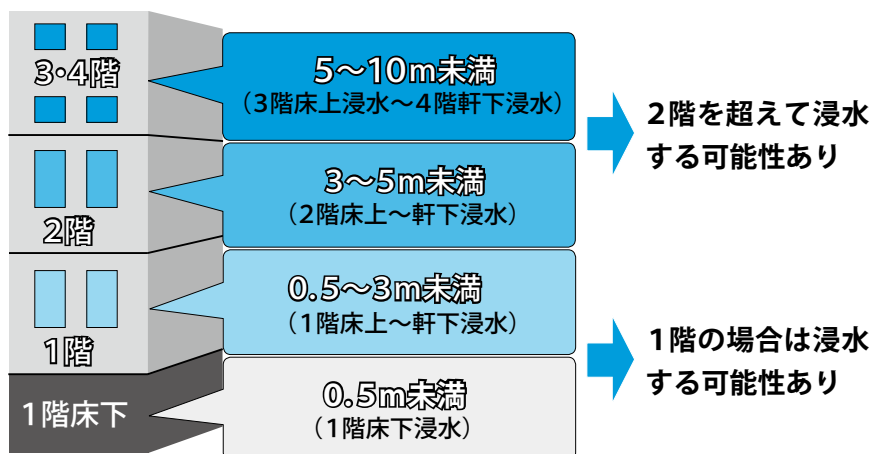 3・4階
5〜10m未満
（3階床上浸水〜4階軒下浸水）
2階を超えて浸水
する可能性あり
2階
3〜5m未満
（2階床上〜軒下浸水）
1階
0.5〜3m未満
（1階床上〜軒下浸水）
1階の場合は浸水
する可能性あり
1階床下
0.5m未満
（1階床下浸水）